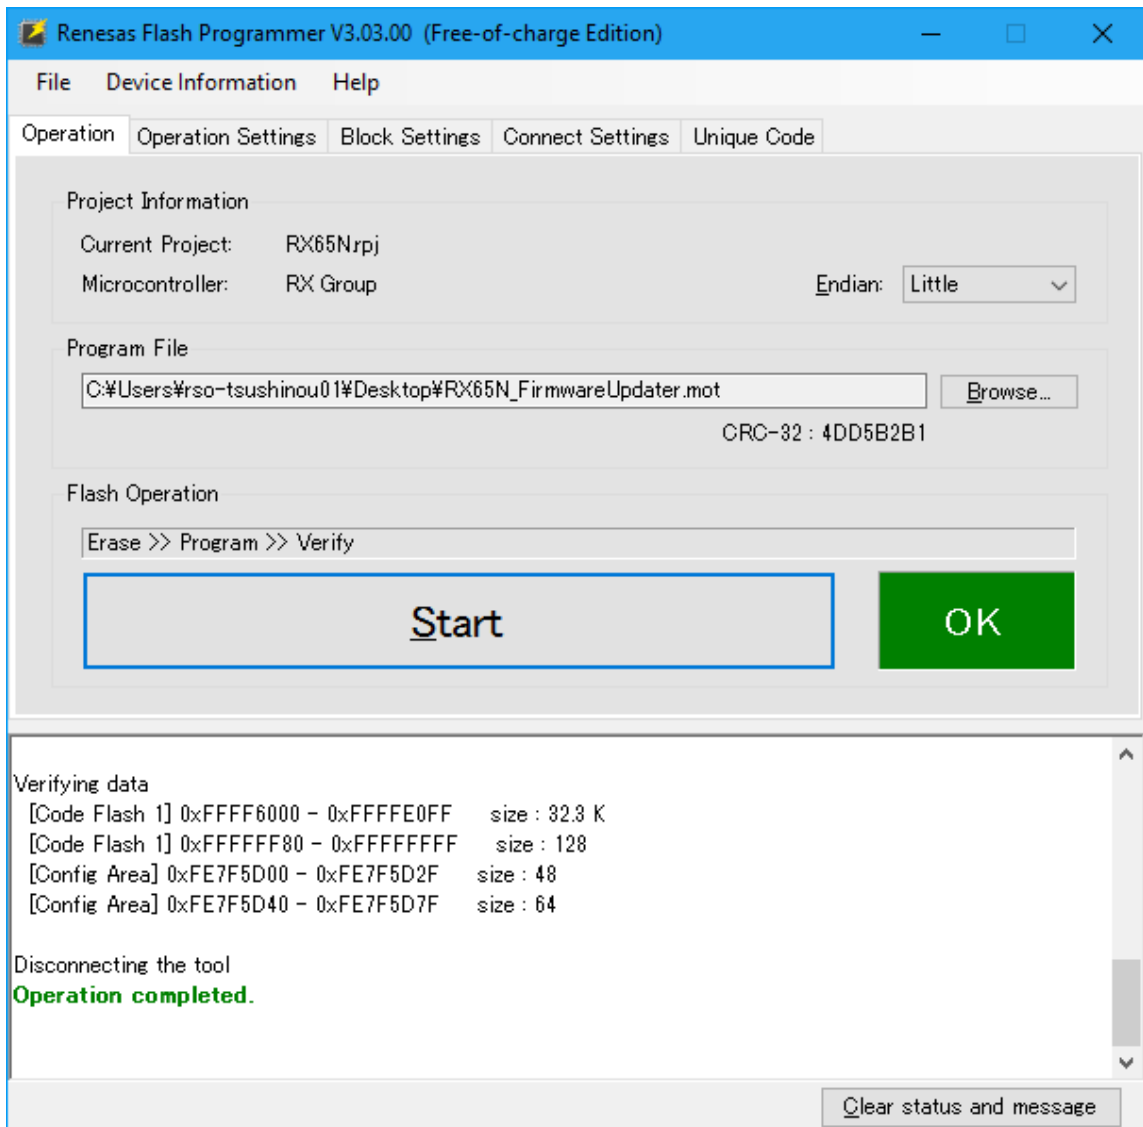 Renesas Flash Programmer V3.03.00 (Free-of-charge Edition)
File Device Information Help
Operation Operation Settings Block Settings Connect Settings Unique Code
Project Information
Current Project: RX65N.rpj
Microcontroller: RX Group Endian: Little
Program File
C:¥Users¥rso-tsushinou01¥Desktop¥RX65N_FirmwareUpdater.mot Browse...
CRC-32 : 4DD5B2B1
Flash Operation
Erase >> Program >> Verify
Start OK
Verifying data
[Code Flash 1] 0xFFFF6000 - 0xFFFFE0FF size : 32.3 K
[Code Flash 1] 0xFFFFFF80 - 0xFFFFFFFF size : 128
[Config Area] 0xFE7F5D00 - 0xFE7F5D2F size : 48
[Config Area] 0xFE7F5D40 - 0xFE7F5D7F size : 64
Disconnecting the tool
Operation completed.
Clear status and message